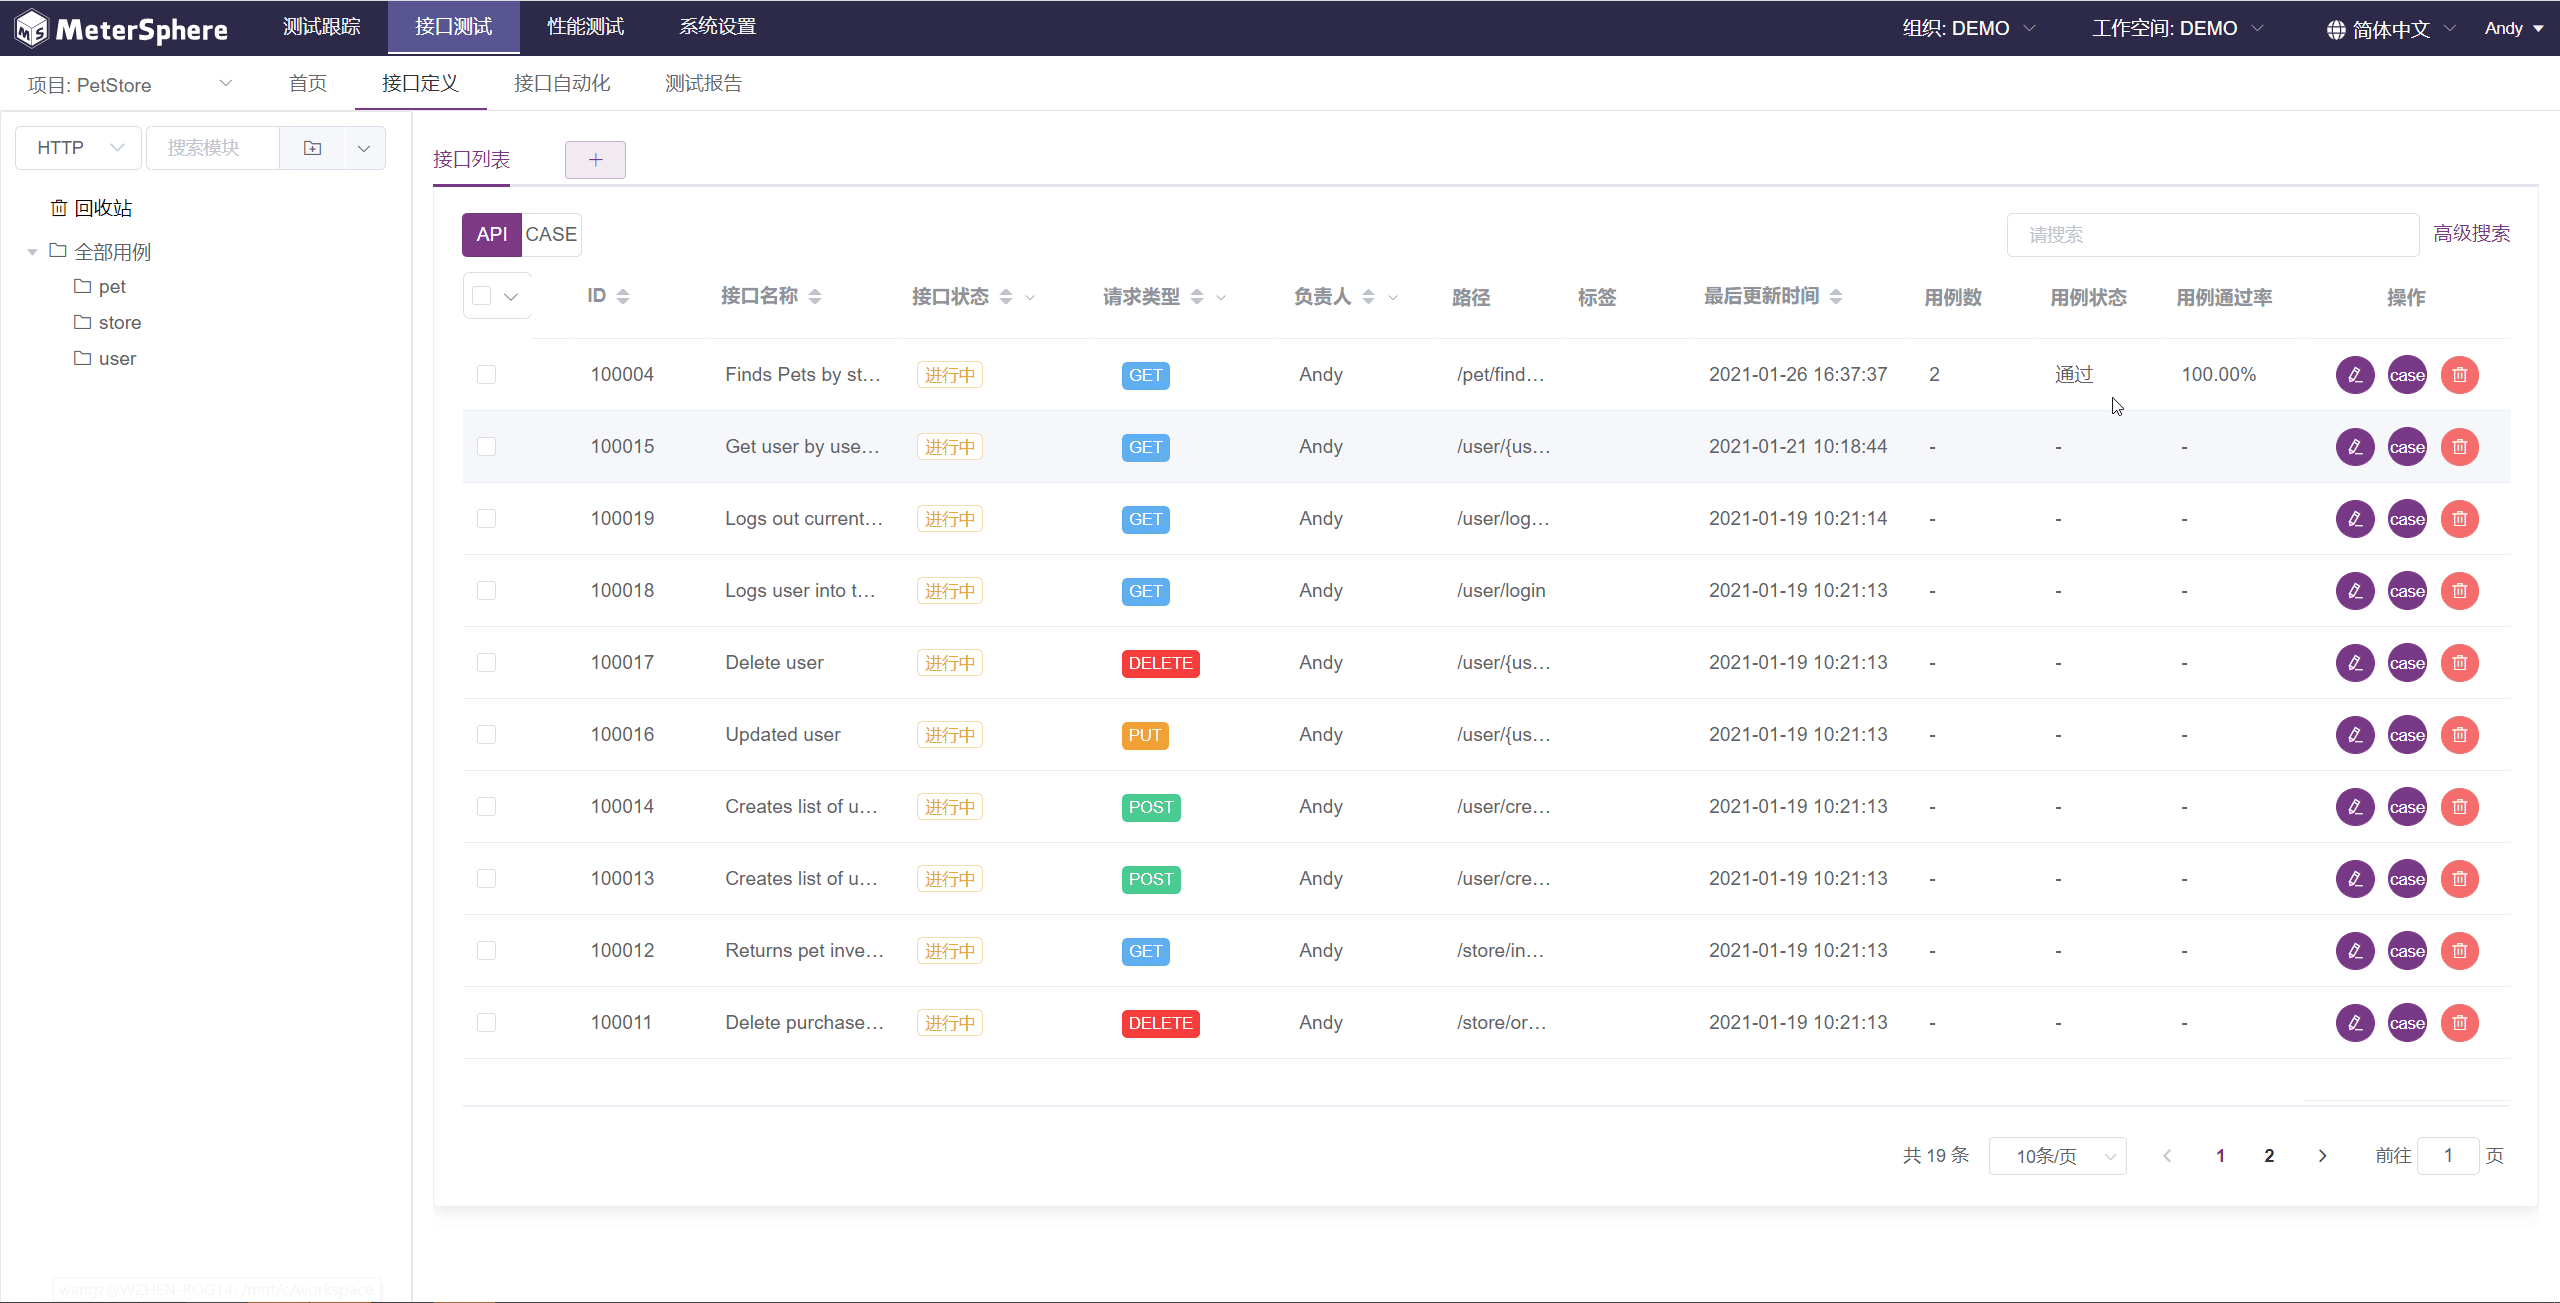 MeterSphere 测试跟踪 接口测试 性能测试 系统设置 组织: DEMO 工作空间: DEMO 简体中文 Andy
项目: PetStore 首页 接口定义 接口自动化 测试报告
HTTP 搜索模块
回收站
全部用例
pet
store
user
接口列表 +
API CASE 请搜索 高级搜索
ID 接口名称 接口状态 请求类型 负责人 路径 标签 最后更新时间 用例数 用例状态 用例通过率 操作
100004 Finds Pets by st... 进行中 GET Andy /pet/find... 2021-01-26 16:37:37 2 通过 100.00% case
100015 Get user by use... 进行中 GET Andy /user/{us... 2021-01-21 10:18:44 - - - case
100019 Logs out current... 进行中 GET Andy /user/log... 2021-01-19 10:21:14 - - - case
100018 Logs user into t... 进行中 GET Andy /user/login 2021-01-19 10:21:13 - - - case
100017 Delete user 进行中 DELETE Andy /user/{us... 2021-01-19 10:21:13 - - - case
100016 Updated user 进行中 PUT Andy /user/{us... 2021-01-19 10:21:13 - - - case
100014 Creates list of u... 进行中 POST Andy /user/cre... 2021-01-19 10:21:13 - - - case
100013 Creates list of u... 进行中 POST Andy /user/cre... 2021-01-19 10:21:13 - - - case
100012 Returns pet inve... 进行中 GET Andy /store/in... 2021-01-19 10:21:13 - - - case
100011 Delete purchase... 进行中 DELETE Andy /store/or... 2021-01-19 10:21:13 - - - case
共 19 条 10条/页 1 2 前往 1 页
wangz@WZHEN-ROG14: /mnt/c/workspace